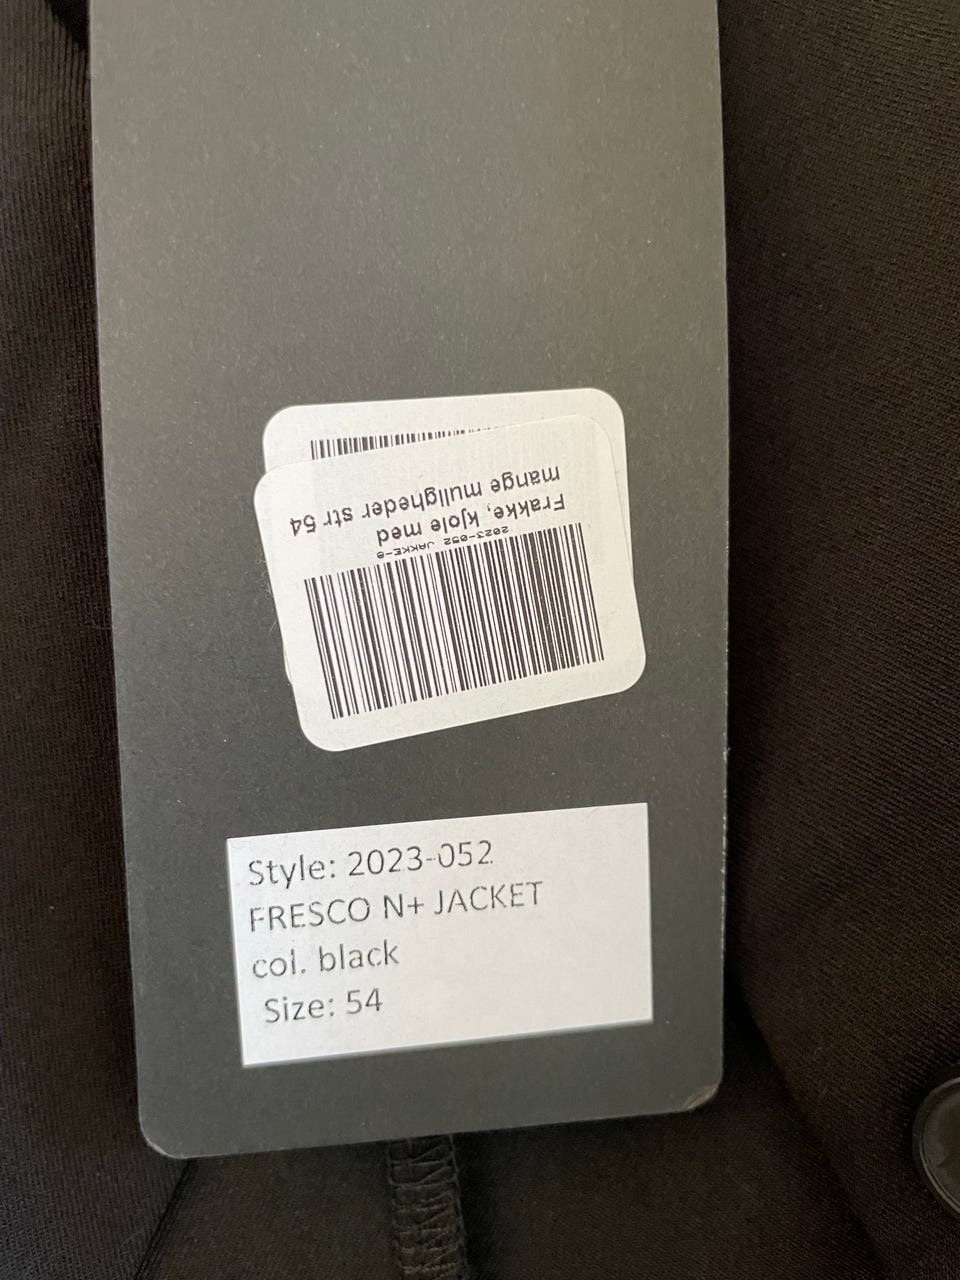 Frakke, kjole med
mange muligheder str 54
2023-052 JAKKE-8
Style: 2023-052
FRESCO N+ JACKET
col. black
Size: 54